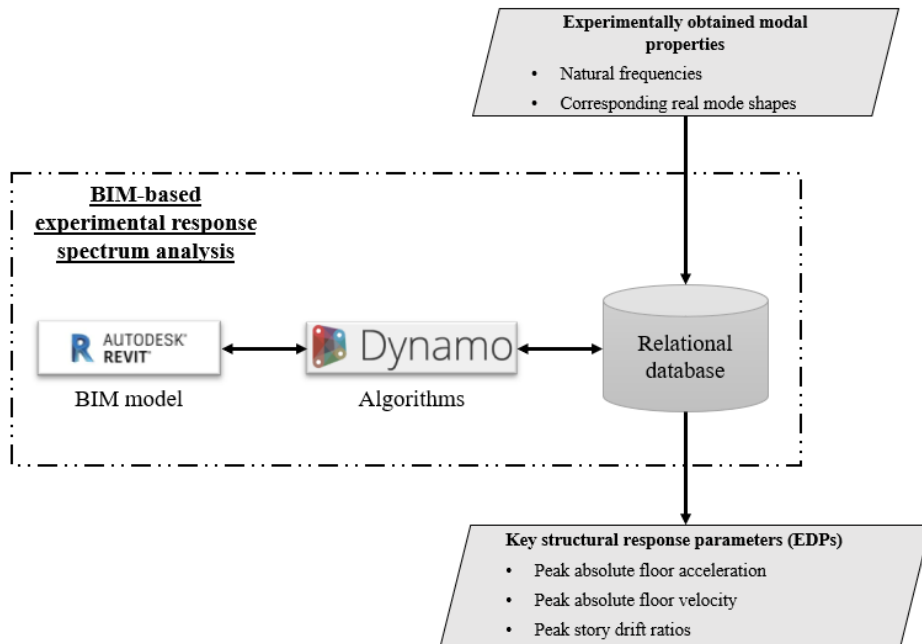 Experimentally obtained modal
properties
• Natural frequencies
• Corresponding real mode shapes
BIM-based
experimental response
spectrum analysis
R AUTODESK®
REVIT®
BIM model
Dynamo
Algorithms
Relational
database
Key structural response parameters (EDPs)
• Peak absolute floor acceleration
• Peak absolute floor velocity
• Peak story drift ratios